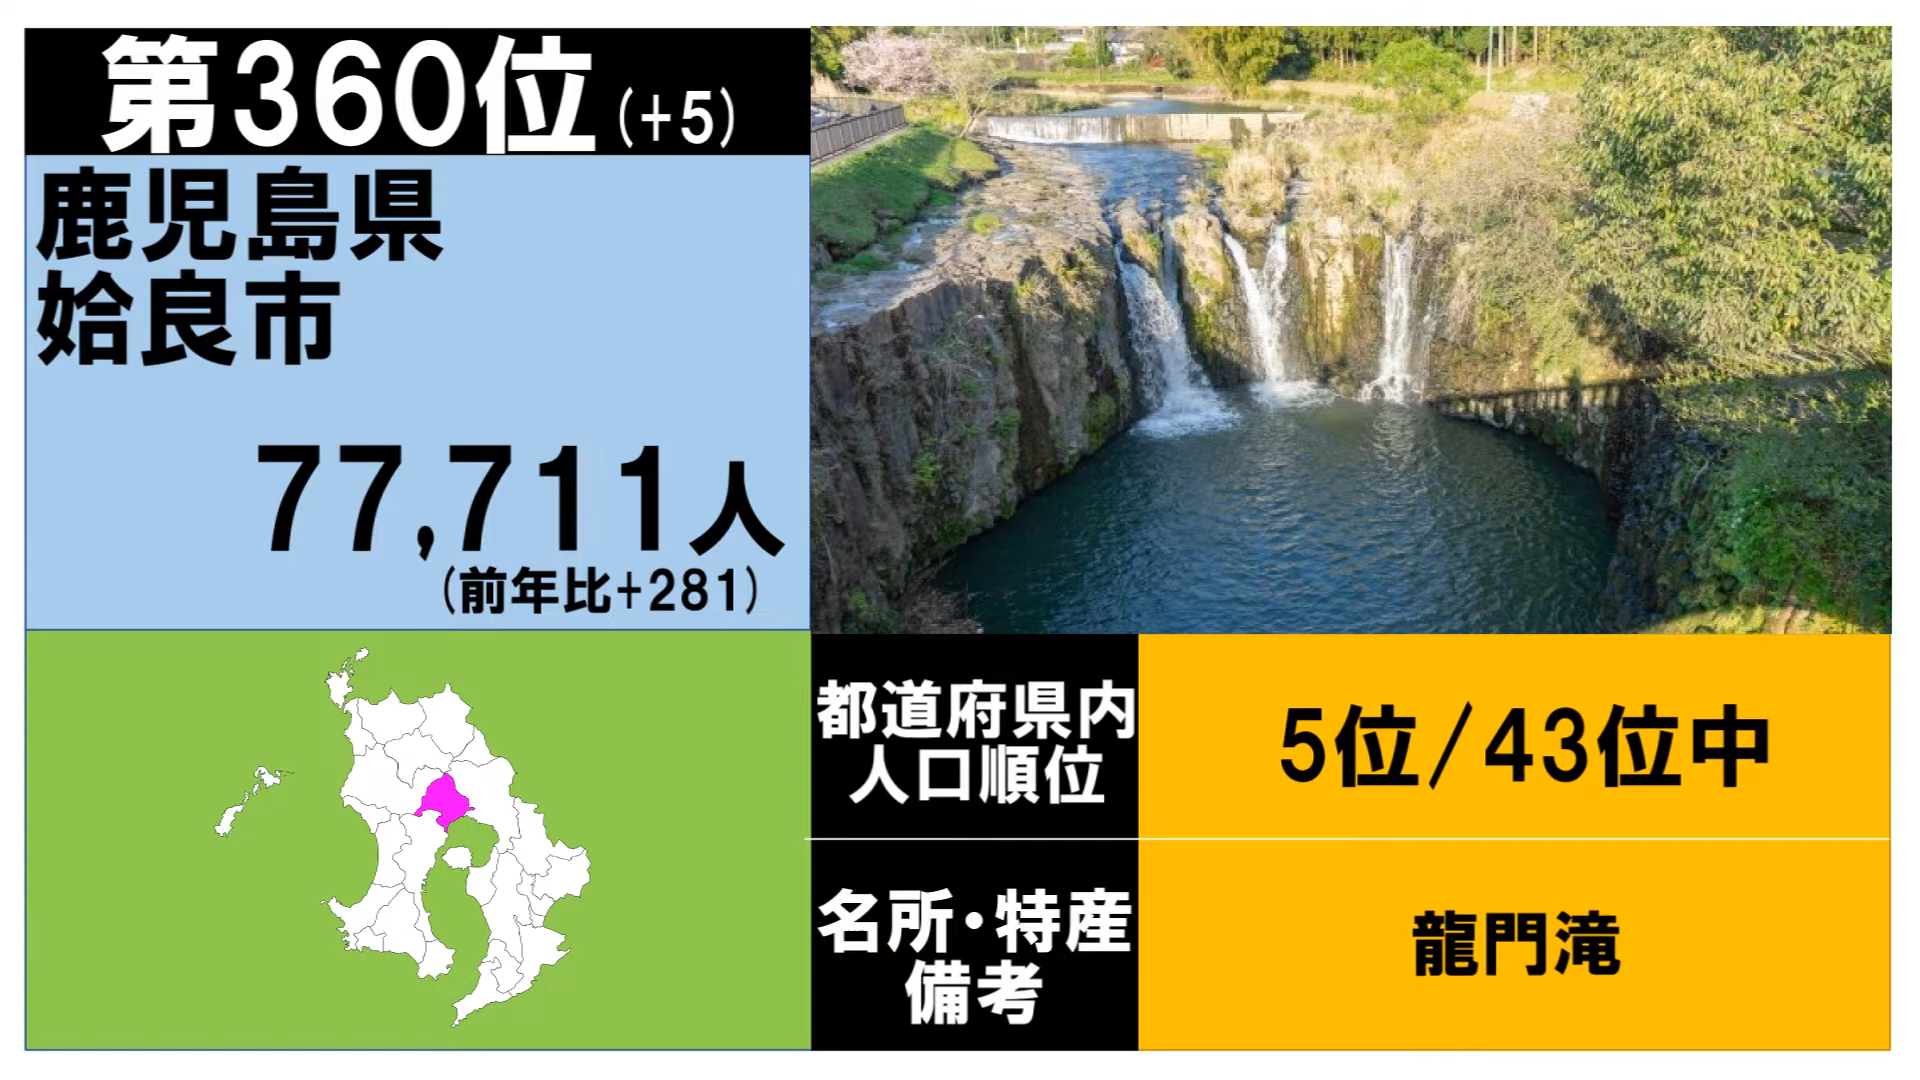 第360位(+5)
鹿児島県
姶良市
77,711人
(前年比+281)
都道府県内
人口順位
5位/43位中
名所･特産
備考
龍門滝